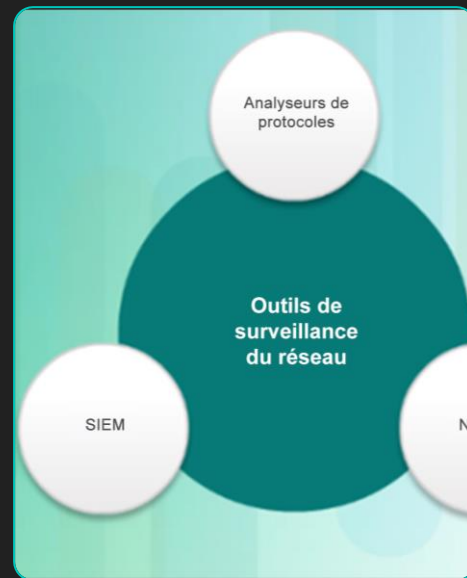 Analyseurs de
protocoles
Outils de
surveillance
du réseau
SIEM
N